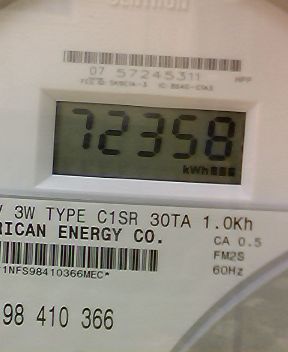 07 57245311
72358
kWh
V 3W TYPE C1SR 30TA 1.0Kh
RICAN ENERGY CO.
CA 0.5
FM2S
60Hz
1NFS98410366MEC*
98 410 366